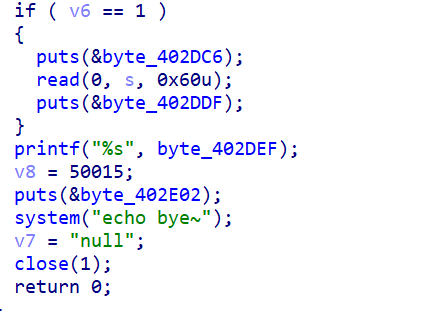 if ( v6 == 1 )
{
puts(&byte_402DC6);
read(0, s, 0x60u);
puts(&byte_402DDF);
}
printf("%s", byte_402DEF);
v8 = 50015;
puts(&byte_402E02);
system("echo bye~");
v7 = "null";
close(1);
return 0;